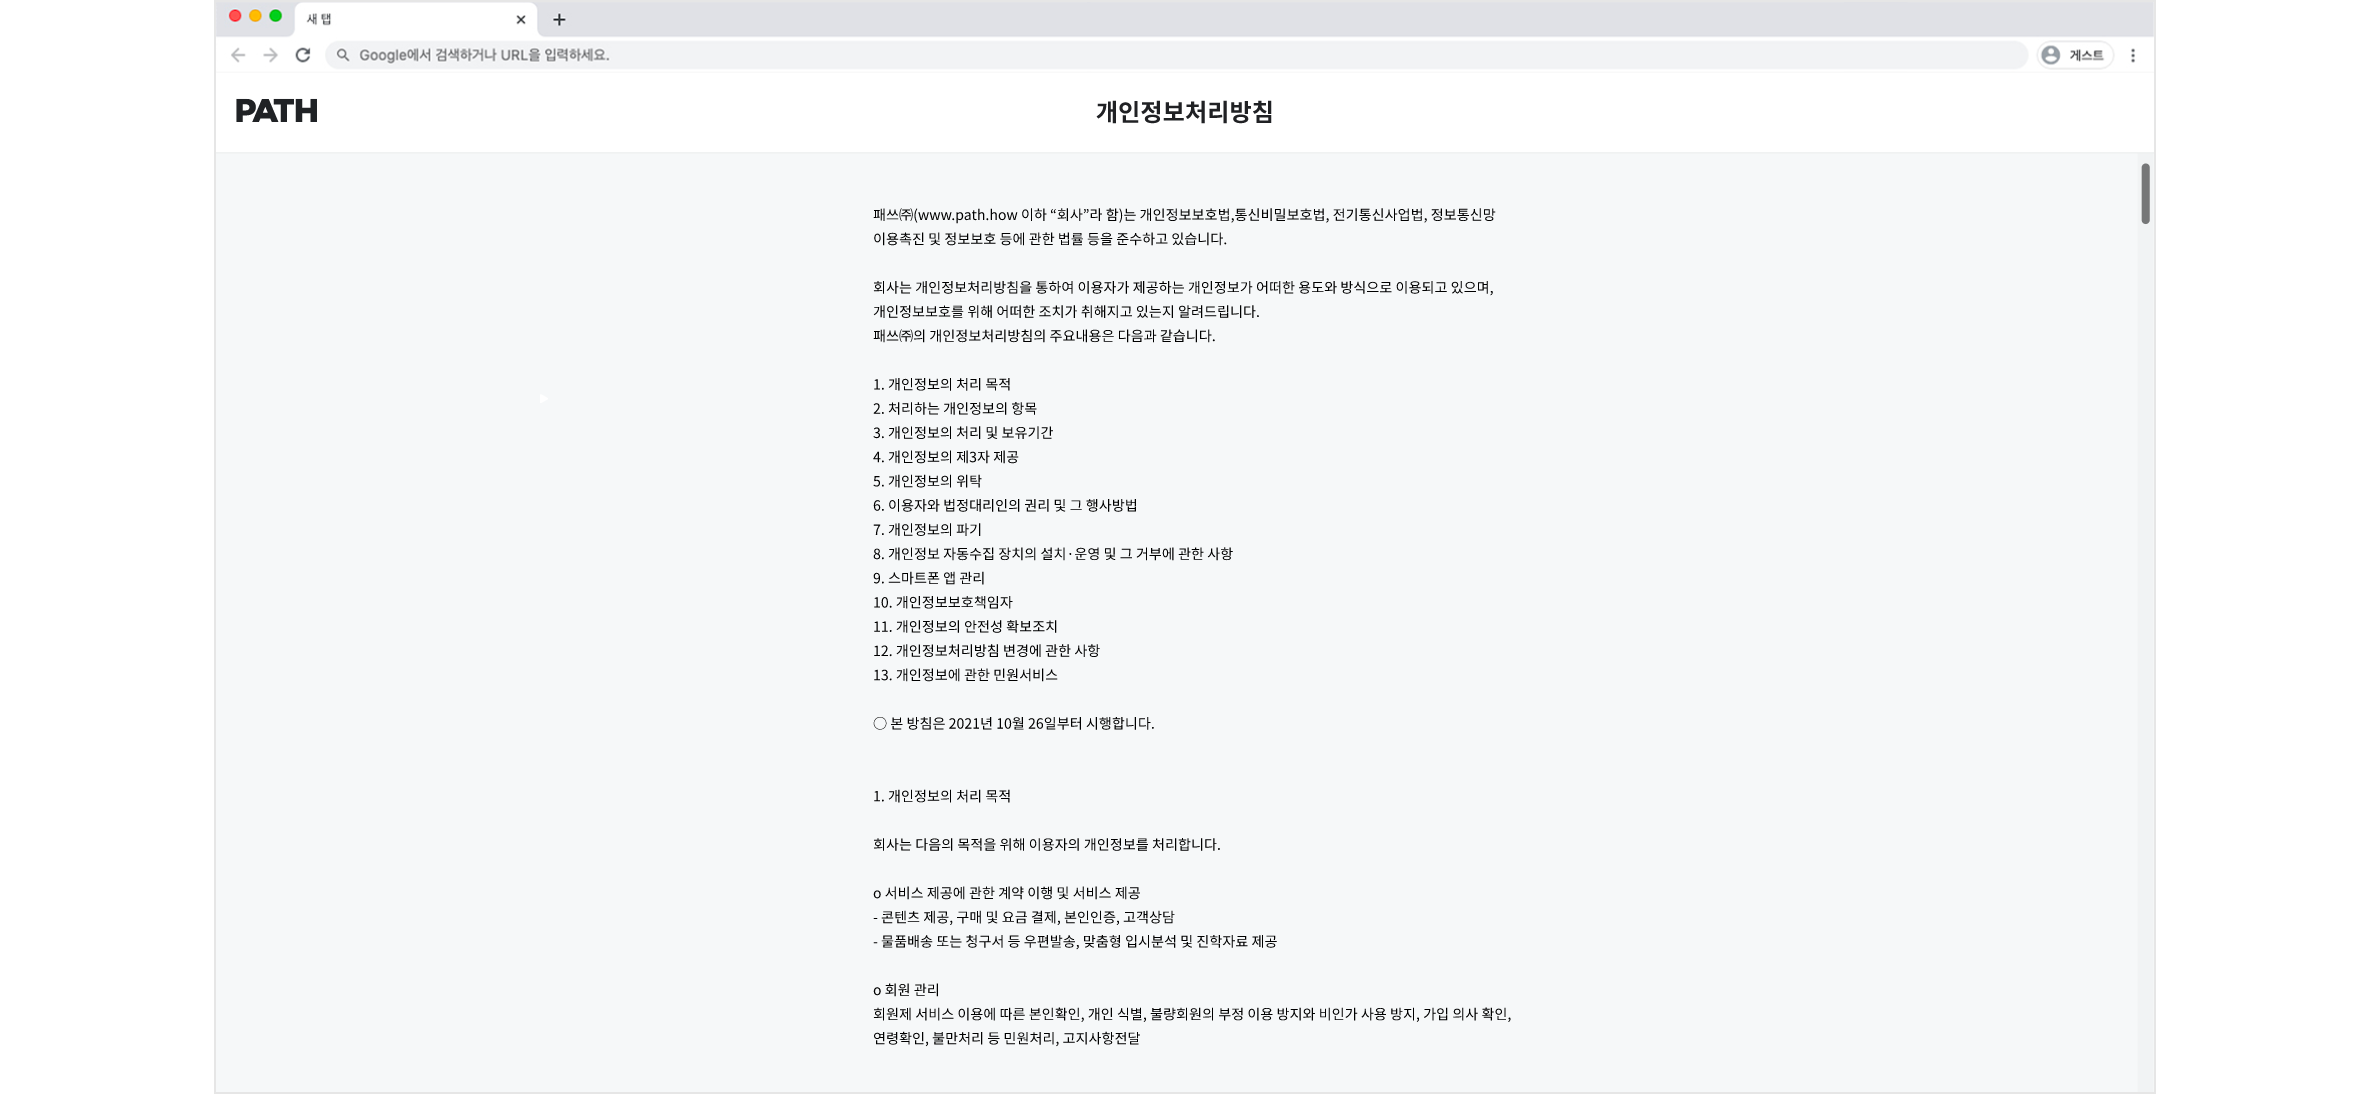 새 탭
Google에서 검색하거나 URL을 입력하세요.
게스트
PATH
개인정보처리방침
패쓰㈜(www.path.how 이하 “회사”라 함)는 개인정보보호법,통신비밀보호법, 전기통신사업법, 정보통신망
이용촉진 및 정보보호 등에 관한 법률 등을 준수하고 있습니다.
회사는 개인정보처리방침을 통하여 이용자가 제공하는 개인정보가 어떠한 용도와 방식으로 이용되고 있으며,
개인정보보호를 위해 어떠한 조치가 취해지고 있는지 알려드립니다.
패쓰㈜의 개인정보처리방침의 주요내용은 다음과 같습니다.
1. 개인정보의 처리 목적
2. 처리하는 개인정보의 항목
3. 개인정보의 처리 및 보유기간
4. 개인정보의 제3자 제공
5. 개인정보의 위탁
6. 이용자와 법정대리인의 권리 및 그 행사방법
7. 개인정보의 파기
8. 개인정보 자동수집 장치의 설치·운영 및 그 거부에 관한 사항
9. 스마트폰 앱 관리
10. 개인정보보호책임자
11. 개인정보의 안전성 확보조치
12. 개인정보처리방침 변경에 관한 사항
13. 개인정보에 관한 민원서비스
○ 본 방침은 2021년 10월 26일부터 시행합니다.
1. 개인정보의 처리 목적
회사는 다음의 목적을 위해 이용자의 개인정보를 처리합니다.
o 서비스 제공에 관한 계약 이행 및 서비스 제공
- 콘텐츠 제공, 구매 및 요금 결제, 본인인증, 고객상담
- 물품배송 또는 청구서 등 우편발송, 맞춤형 입시분석 및 진학자료 제공
o 회원 관리
회원제 서비스 이용에 따른 본인확인, 개인 식별, 불량회원의 부정 이용 방지와 비인가 사용 방지, 가입 의사 확인,
연령확인, 불만처리 등 민원처리, 고지사항전달